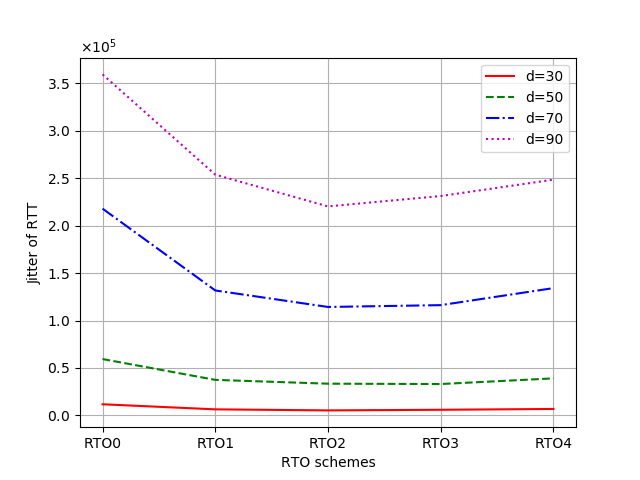 ×10⁵
3.5
3.0
2.5
2.0
1.5
1.0
0.5
0.0
Jitter of RTT
d=30
d=50
d=70
d=90
RTO0 RTO1 RTO2 RTO3 RTO4
RTO schemes